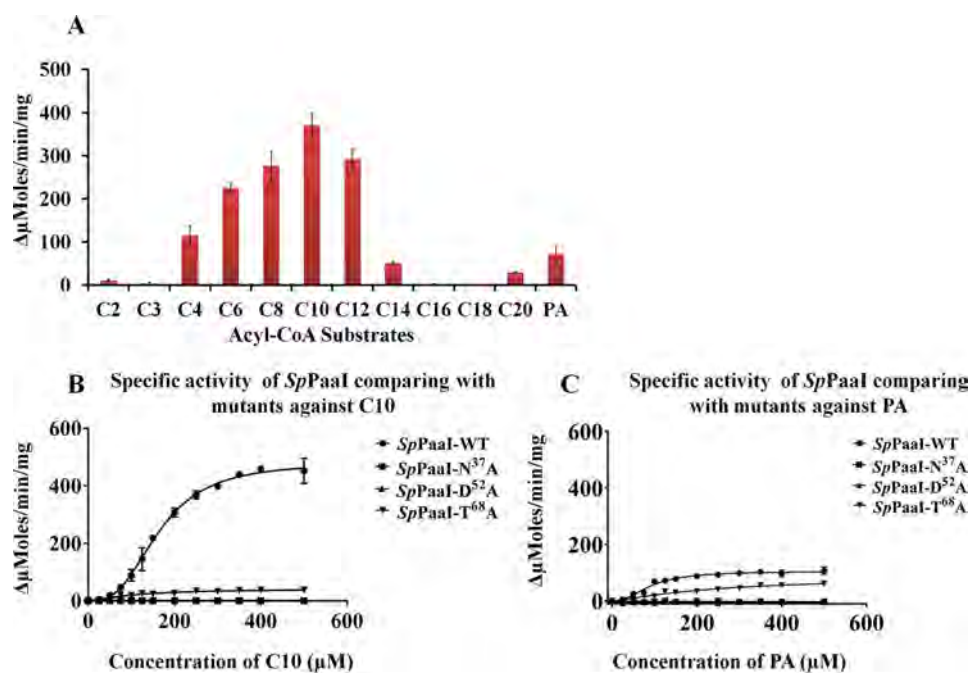 A
500
400
300
200
100
0
ΔμMoles/min/mg
C2 C3 C4 C6 C8 C10 C12 C14 C16 C18 C20 PA
Acyl-CoA Substrates
B Specific activity of SpPaaI comparing with
mutants against C10
600
400
200
0
ΔμMoles/min/mg
SpPaaI-WT
SpPaaI-N³⁷A
SpPaaI-D⁵²A
SpPaaI-T⁶⁸A
0 200 400 600
Concentration of C10 (μM)
C Specific activity of SpPaaI comparing
with mutants against PA
600
400
200
0
ΔμMoles/min/mg
SpPaaI-WT
SpPaaI-N³⁷A
SpPaaI-D⁵²A
SpPaaI-T⁶⁸A
0 200 400 600
Concentration of PA (μM)